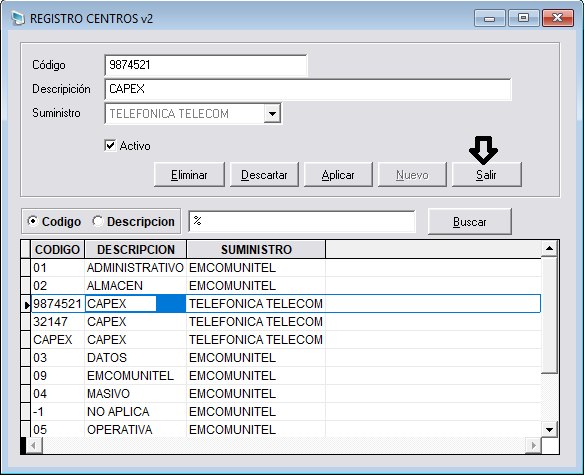 REGISTRO CENTROS v2
Código 9874521
Descripición CAPEX
Suministro TELEFONICA TELECOM
Activo
Eliminar Descartar Aplicar Nuevo Salir
Codigo Descripcion % Buscar
CODIGO DESCRIPCION SUMINISTRO
01 ADMINISTRATIVO EMCOMUNITEL
02 ALMACEN EMCOMUNITEL
9874521 CAPEX TELEFONICA TELECOM
32147 CAPEX TELEFONICA TELECOM
CAPEX CAPEX TELEFONICA TELECOM
03 DATOS EMCOMUNITEL
09 EMCOMUNITEL EMCOMUNITEL
04 MASIVO EMCOMUNITEL
-1 NO APLICA EMCOMUNITEL
05 OPERATIVA EMCOMUNITEL